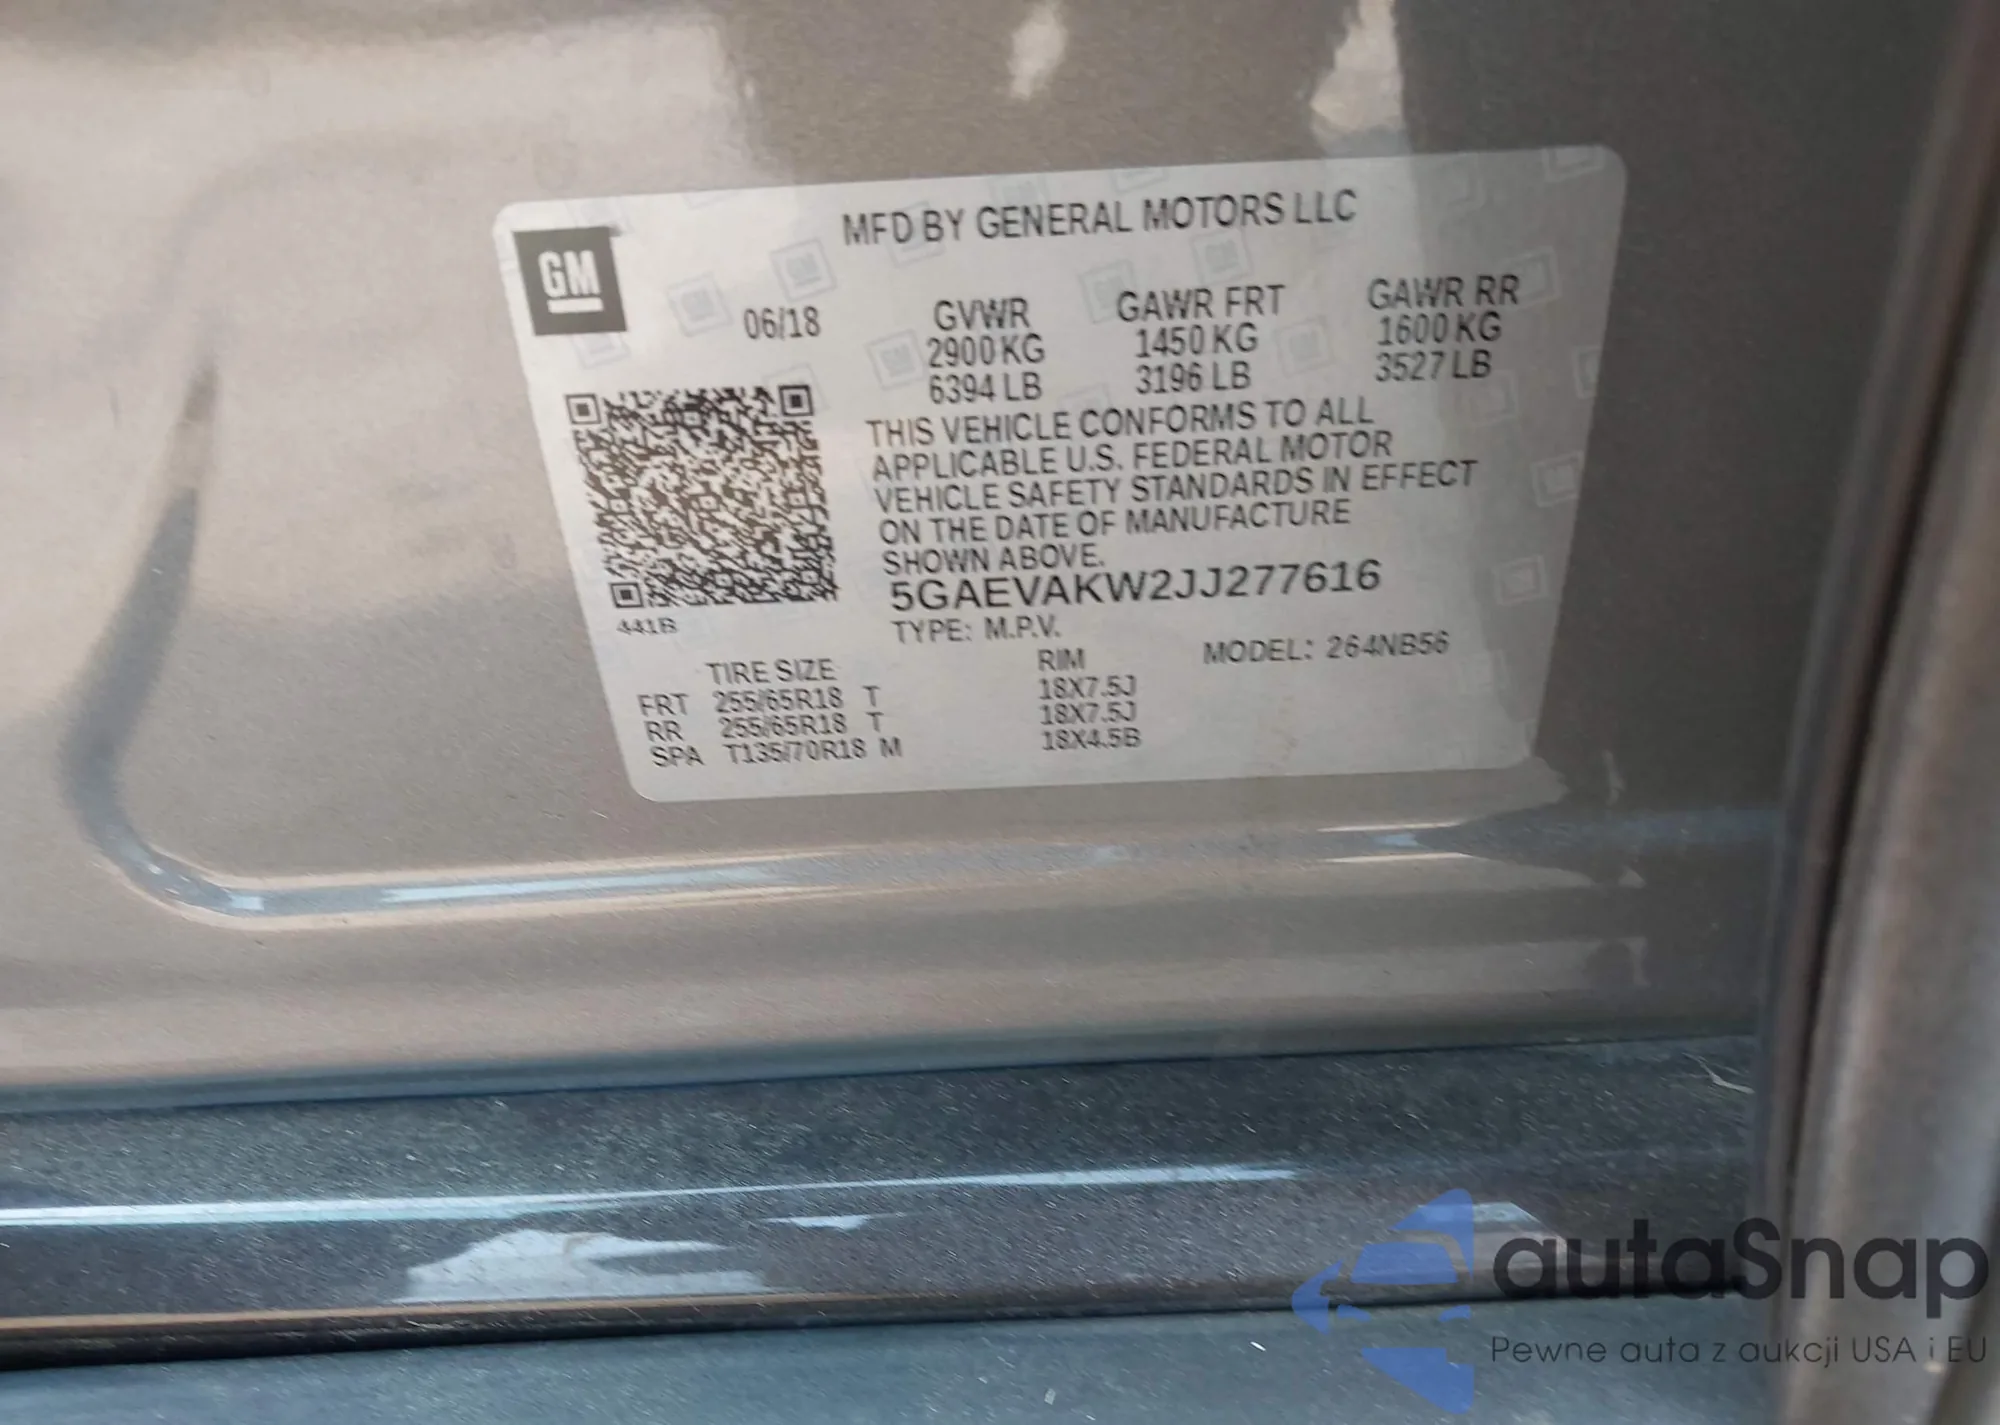 MFD BY GENERAL MOTORS LLC
GM
06/18
GVWR GAWR FRT GAWR RR
2900 KG 1450 KG 1600 KG
6394 LB 3196 LB 3527 LB
THIS VEHICLE CONFORMS TO ALL
APPLICABLE U.S. FEDERAL MOTOR
VEHICLE SAFETY STANDARDS IN EFFECT
ON THE DATE OF MANUFACTURE
SHOWN ABOVE.
5GAEVAKW2JJ277616
441B
TYPE: M.P.V.
MODEL: 264NB56
TIRE SIZE RIM
FRT 255/65R18 T 18X7.5J
RR 255/65R18 T 18X7.5J
SPA T135/70R18 M 18X4.5B
autaSnap
Pewne auta z aukcji USA i EU